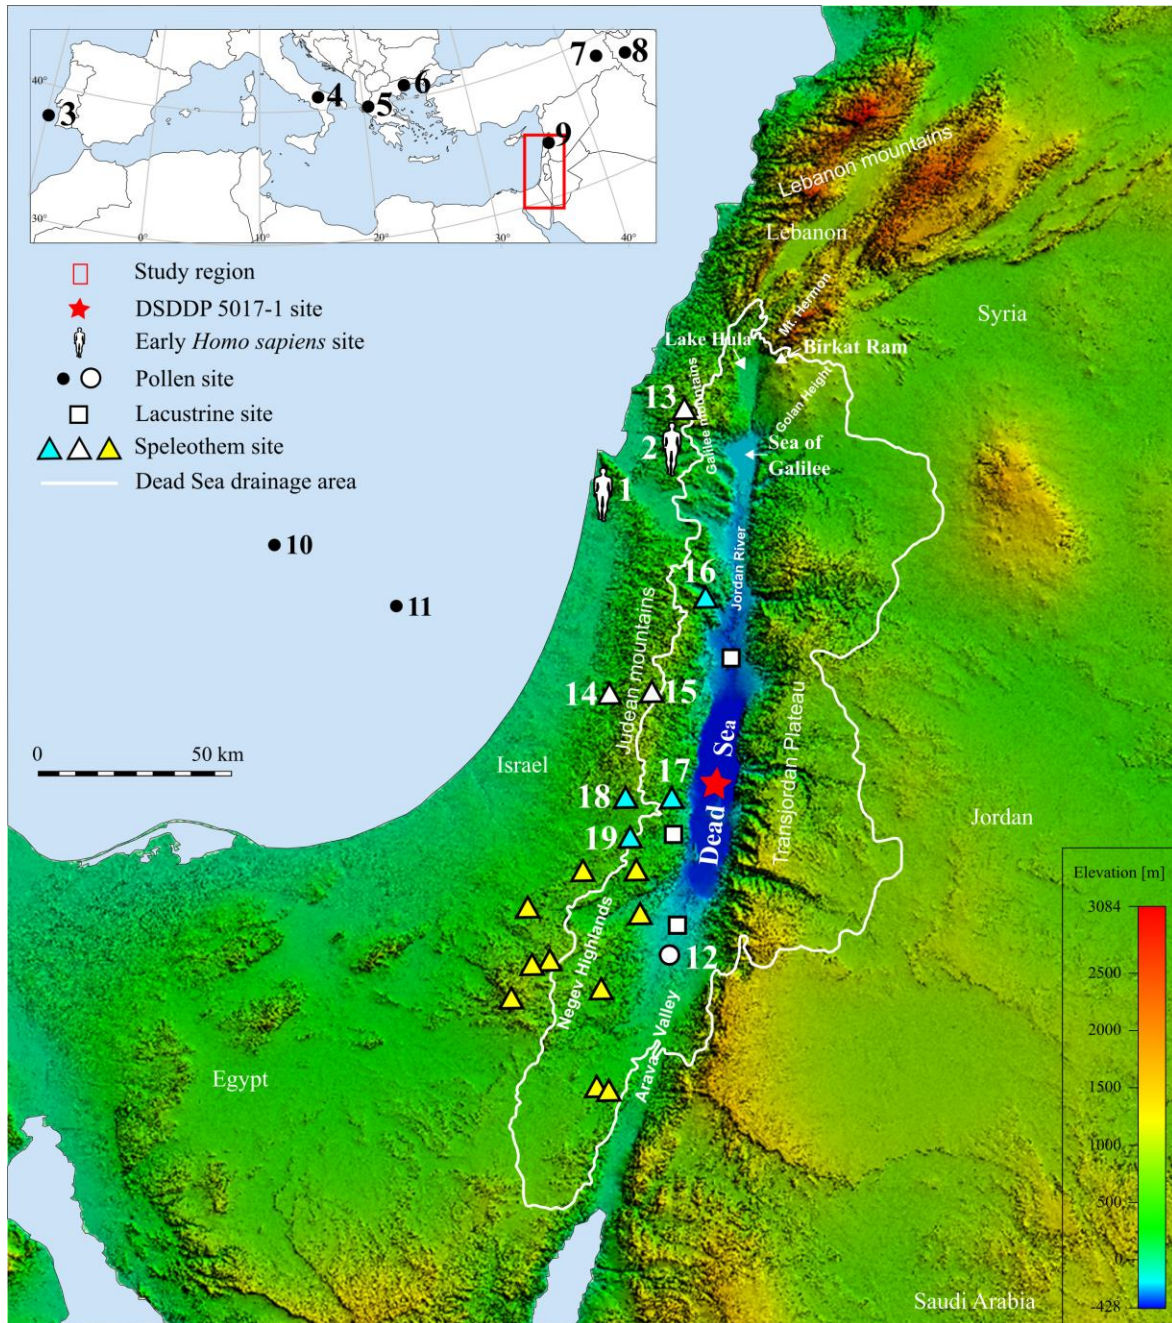 7
8
40°
3
4
5
6
9
30°
0°
10°
20°
30°
40°
Study region
DSDDP 5017-1 site
Early Homo sapiens site
Pollen site
Lacustrine site
Speleothem site
Dead Sea drainage area
Lebanon mountains
Lebanon
Mt. Hermon
Syria
Lake Hula
Birkat Ram
13
Galilee mountains
Golan Height
2
Sea of
Galilee
1
10
16
Jordan River
11
Judean mountains
14
15
0
50 km
Israel
17
Dead Sea
Transjordan Plateau
18
19
Jordan
Negev Highlands
12
Arava Valley
Egypt
Elevation [m]
3084
2500
2000
1500
1000
500
0
-428
Saudi Arabia